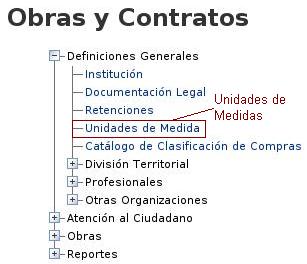 Obras y Contratos
Definiciones Generales
Institución
Documentación Legal
Retenciones
Unidades de Medida
Catálogo de Clasificación de Compras
División Territorial
Profesionales
Otras Organizaciones
Atención al Ciudadano
Obras
Reportes
Unidades de
Medidas